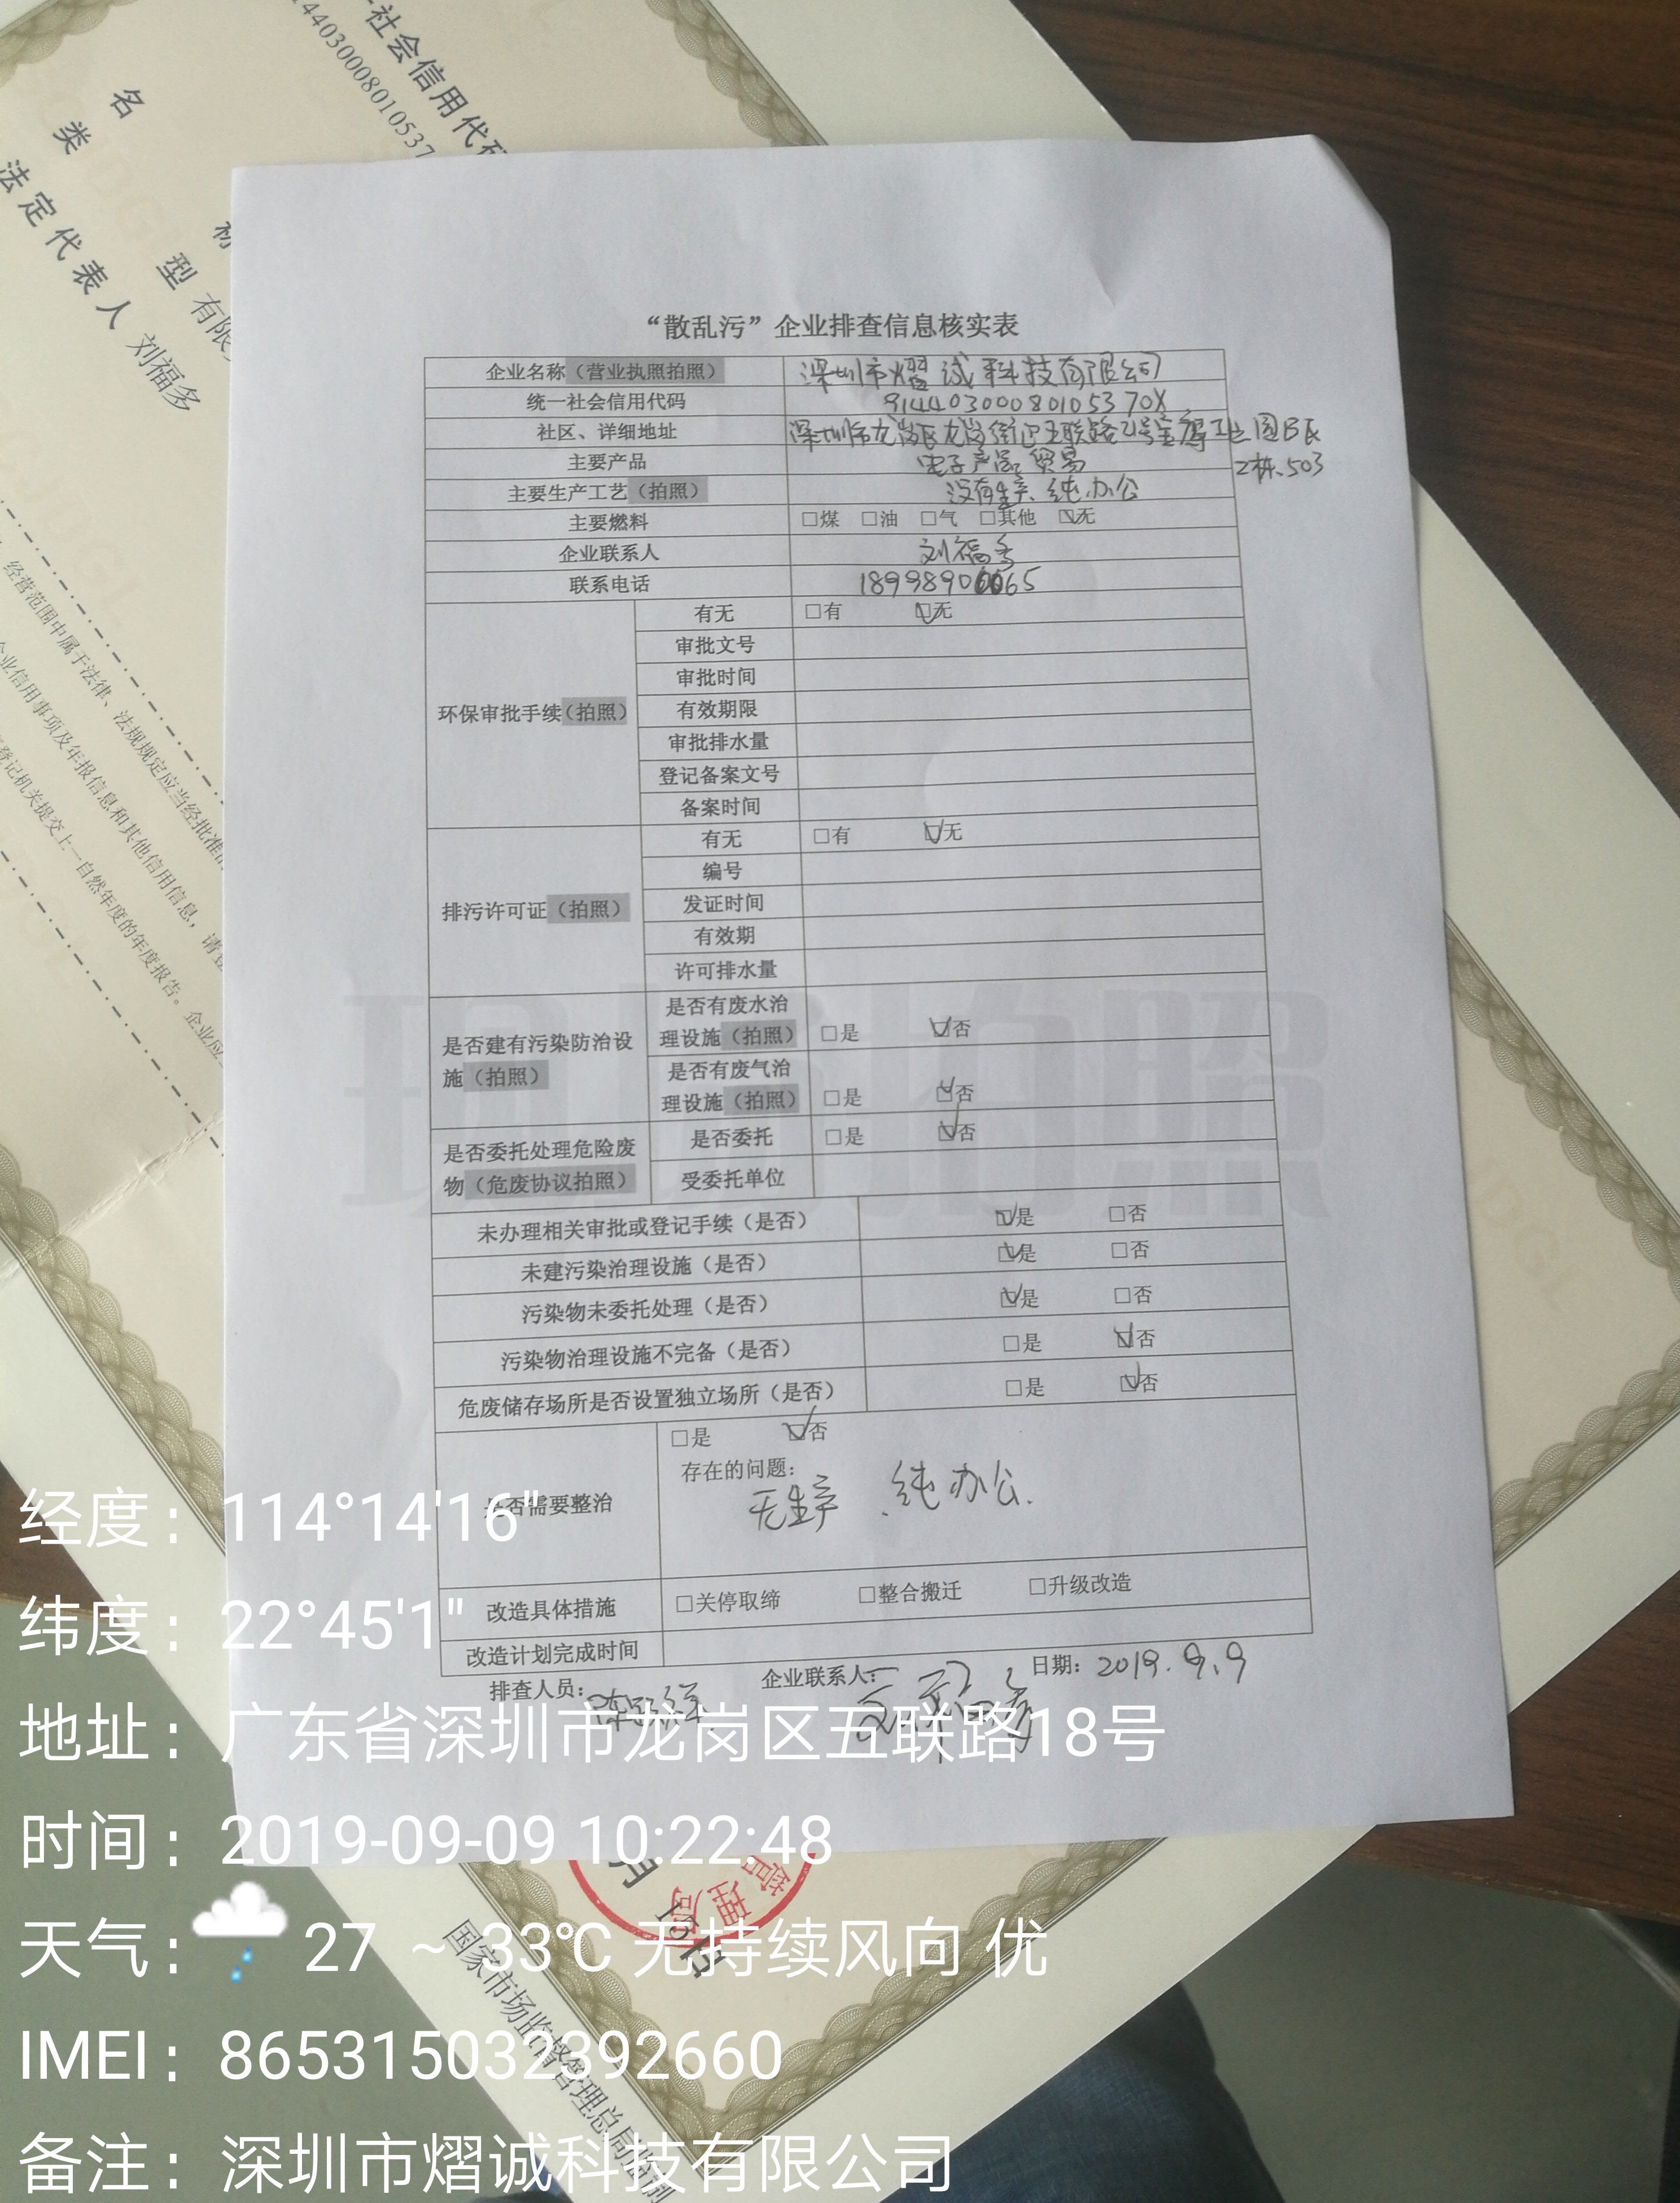 一社会信用代码
4403000801053 7
名 称
类 型 有限
法定代表人 刘福多
经营范围中属于法律、法规规定应当经批准
企业信用事项及年报信息和其他信用信息，请登
登记机关提交上一自然年度的年度报告。企业应
“散乱污”企业排查信息核实表
企业名称（营业执照拍照） 深圳市熠诚科技有限公司
统一社会信用代码 91440300080105370X
社区、详细地址 深圳市龙岗区龙岗街道五联路21号宝膺工业园B区
2栋.503
主要产品 电子产品 贸易
主要生产工艺（拍照） 没有生产、纯办公
主要燃料 □煤 □油 □气 □其他 ☑无
企业联系人 刘福多
联系电话 18998900065
环保审批手续（拍照）
有无 □有 ☑无
审批文号
审批时间
有效期限
审批排水量
登记备案文号
备案时间
排污许可证（拍照）
有无 □有 ☑无
编号
发证时间
有效期
许可排水量
是否建有污染防治设施（拍照）
是否有废水治
理设施（拍照） □是 ☑否
是否有废气治
理设施（拍照） □是 ☑否
是否委托处理危险废
物（危废协议拍照）
是否委托 □是 ☑否
受委托单位
未办理相关审批或登记手续（是否） ☑是 □否
未建污染治理设施（是否） ☑是 □否
污染物未委托处理（是否） ☑是 □否
污染物治理设施不完备（是否） □是 ☑否
危废储存场所是否设置独立场所（是否） □是 ☑否
是否需要整治 □是 ☑否
存在的问题：
无生产、纯办公.
改造具体措施 □关停取缔 □整合搬迁 □升级改造
改造计划完成时间
排查人员： 企业联系人： 刘福多 日期：2019.9.9
现场拍照
经度：114°14'16"
纬度：22°45'1"
地址：广东省深圳市龙岗区五联路18号
时间：2019-09-09 10:22:48
天气： 27 ~ 33℃ 无持续风向 优
IMEI：865315032392660
备注：深圳市熠诚科技有限公司
月
管理局
国家市场监督管理总局监制